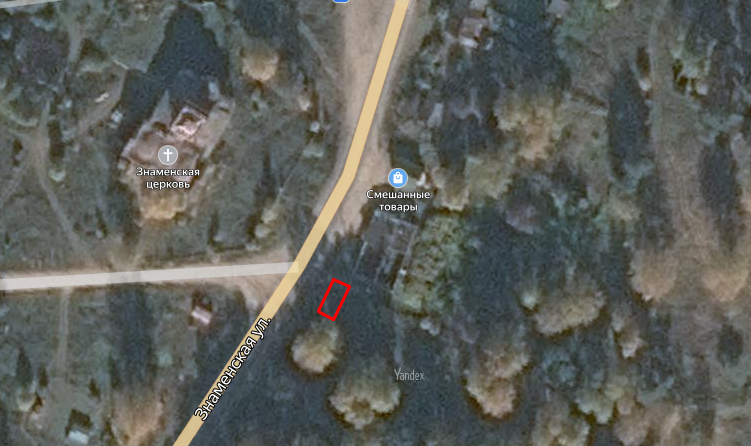 Знаменская
церковь
Смешанные
товары
Знаменская ул.
Yandex